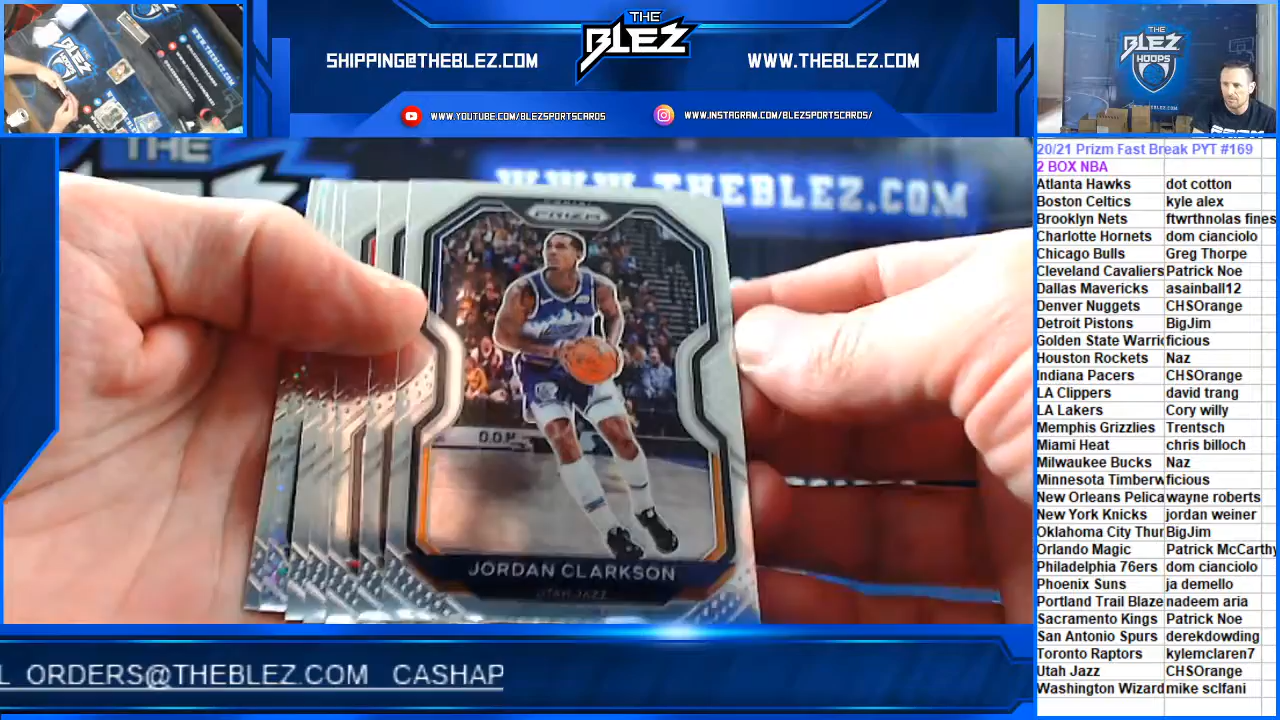 SHIPPING@THEBLEZ.COM
THE
BLEZ
WWW.THEBLEZ.COM
WWW.YOUTUBE.COM/BLEZSPORTSCARDS
WWW.INSTAGRAM.COM/BLEZSPORTSCARDS/
THE
BLEZ
HOOPS
THE
WWW.THEBLEZ.COM
PRIZM
JORDAN CLARKSON
UTAH JAZZ
L ORDERS@THEBLEZ.COM CASHAP
20/21 Prizm Fast Break PYT #169
2 BOX NBA
Atlanta Hawks dot cotton
Boston Celtics kyle alex
Brooklyn Nets ftwrthnolas fines
Charlotte Hornets dom cianciolo
Chicago Bulls Greg Thorpe
Cleveland Cavaliers Patrick Noe
Dallas Mavericks asainball12
Denver Nuggets CHSOrange
Detroit Pistons BigJim
Golden State Warri ficious
Houston Rockets Naz
Indiana Pacers CHSOrange
LA Clippers david trang
LA Lakers Cory willy
Memphis Grizzlies Trentsch
Miami Heat chris billoch
Milwaukee Bucks Naz
Minnesota Timberw ficious
New Orleans Pelica wayne roberts
New York Knicks jordan weiner
Oklahoma City Thur BigJim
Orlando Magic Patrick McCarthy
Philadelphia 76ers dom cianciolo
Phoenix Suns ja demello
Portland Trail Blaze nadeem aria
Sacramento Kings Patrick Noe
San Antonio Spurs derekdowding
Toronto Raptors kylemclaren7
Utah Jazz CHSOrange
Washington Wizard mike sclfani